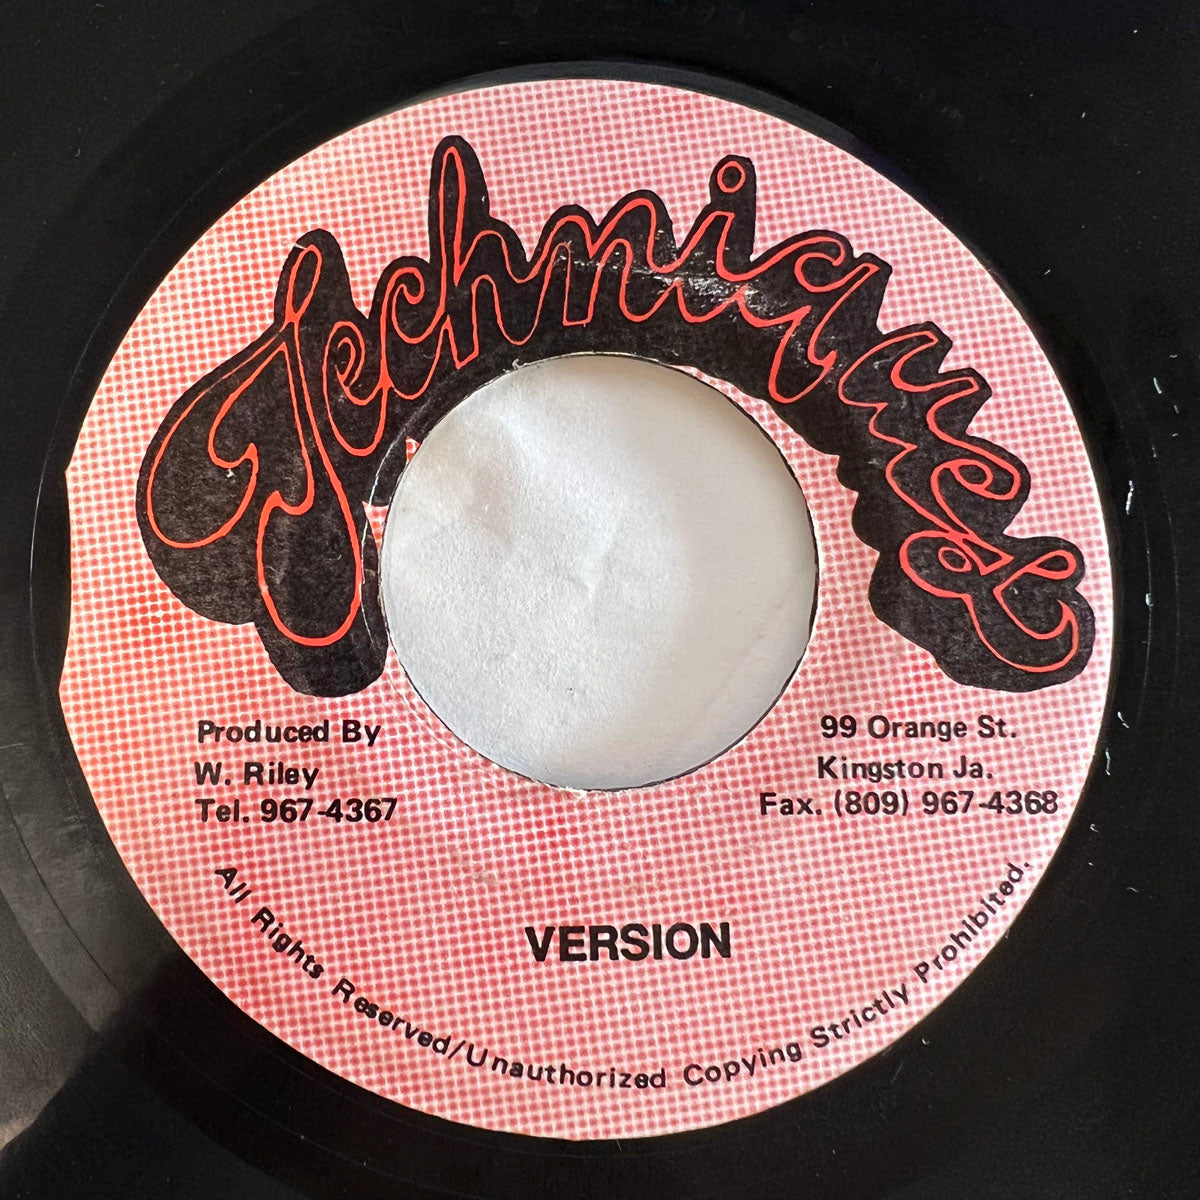 Techniques
Produced By
W. Riley
Tel. 967-4367
99 Orange St.
Kingston Ja.
Fax. (809) 967-4368
VERSION
All Rights Reserved/Unauthorized Copying Strictly Prohibited.